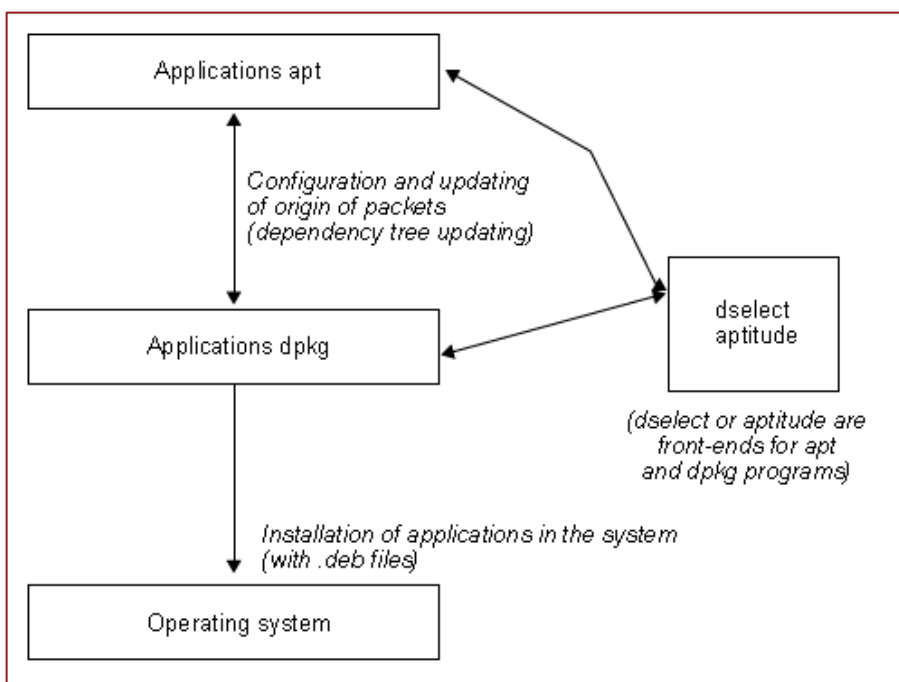 Applications apt
Configuration and updating
of origin of packets
(dependency tree updating)
Applications dpkg
dselect
aptitude
(dselect or aptitude are
front-ends for apt
and dpkg programs)
Installation of applications in the system
(with .deb files)
Operating system